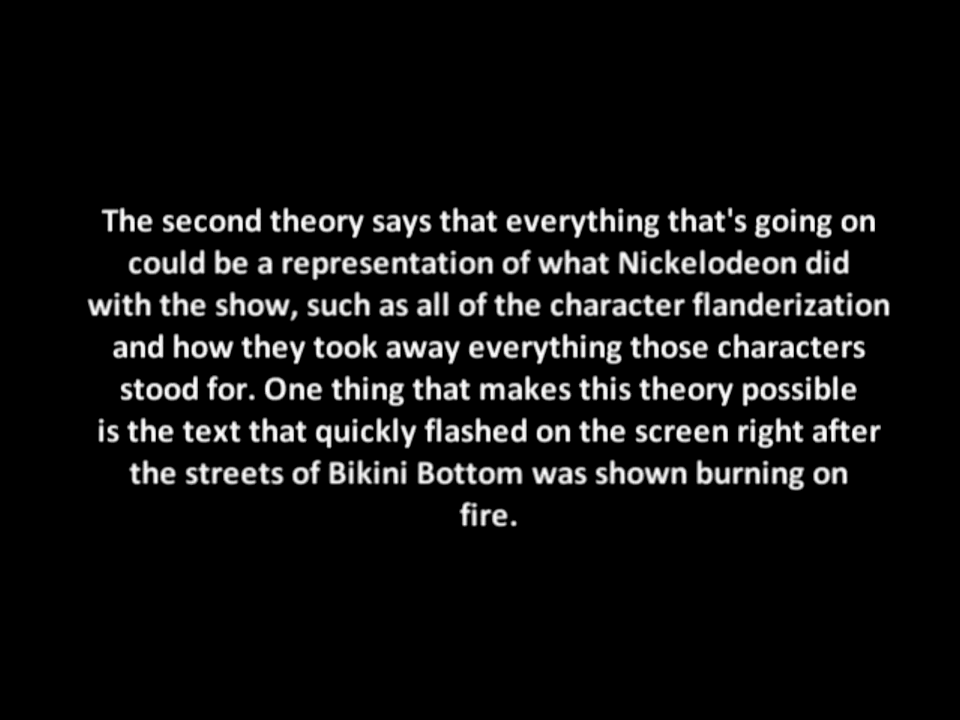 The second theory says that everything that's going on
could be a representation of what Nickelodeon did
with the show, such as all of the character flanderization
and how they took away everything those characters
stood for. One thing that makes this theory possible
is the text that quickly flashed on the screen right after
the streets of Bikini Bottom was shown burning on
fire.